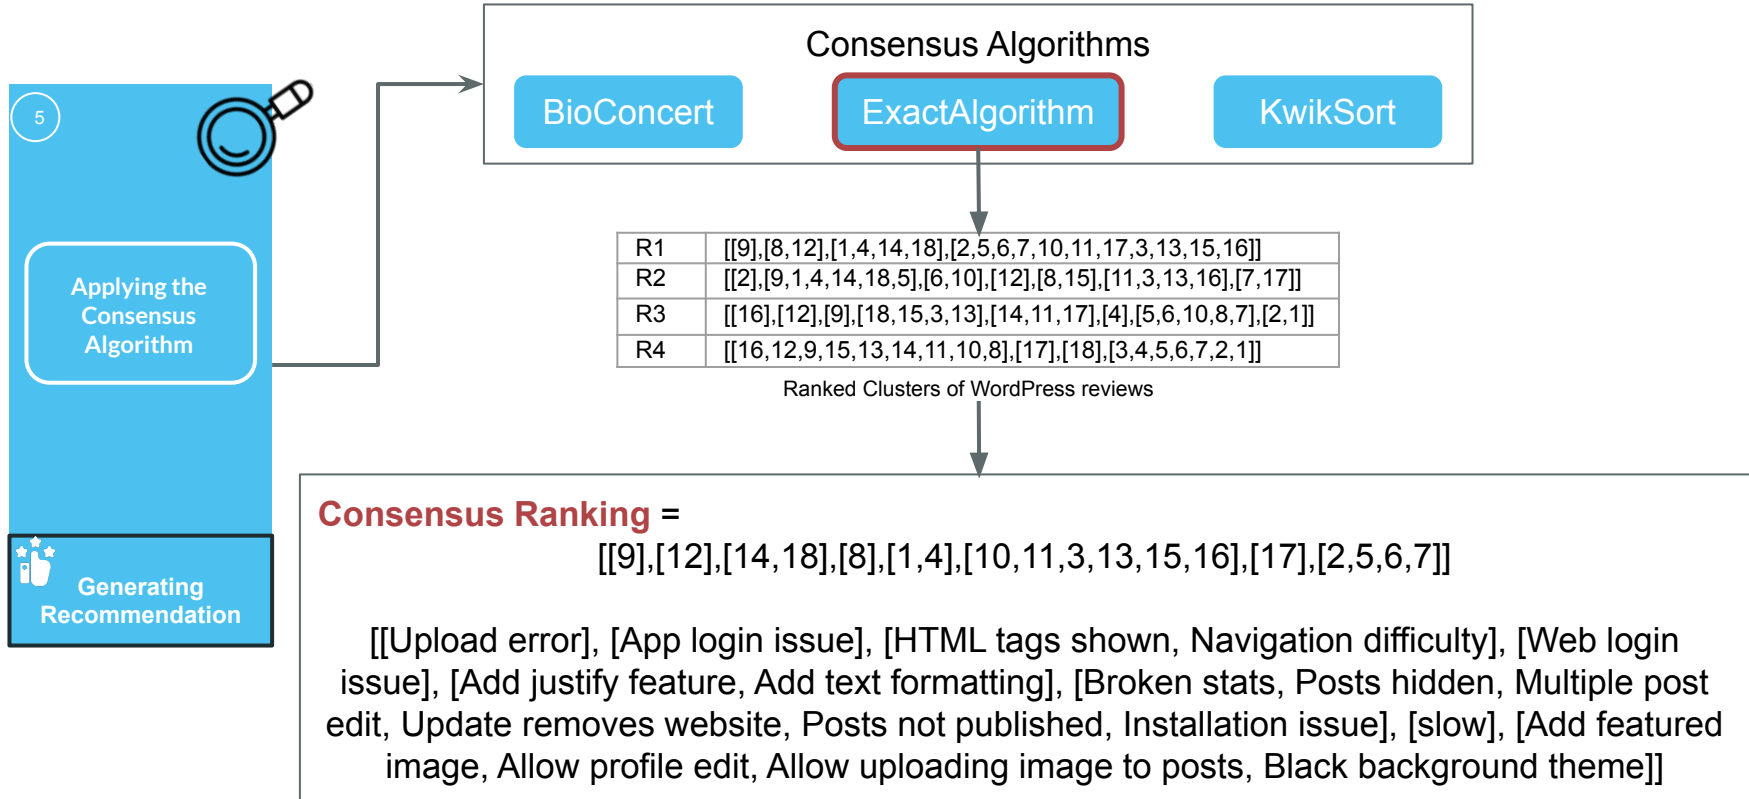 Consensus Algorithms
BioConcert
ExactAlgorithm
KwikSort
5
Applying the
Consensus
Algorithm
R1 [[9],[8,12],[1,4,14,18],[2,5,6,7,10,11,17,3,13,15,16]]
R2 [[2],[9,1,4,14,18,5],[6,10],[12],[8,15],[11,3,13,16],[7,17]]
R3 [[16],[12],[9],[18,15,3,13],[14,11,17],[4],[5,6,10,8,7],[2,1]]
R4 [[16,12,9,15,13,14,11,10,8],[17],[18],[3,4,5,6,7,2,1]]
Ranked Clusters of WordPress reviews
Generating
Recommendation
Consensus Ranking =
[[9],[12],[14,18],[8],[1,4],[10,11,3,13,15,16],[17],[2,5,6,7]]
[[Upload error], [App login issue], [HTML tags shown, Navigation difficulty], [Web login
issue], [Add justify feature, Add text formatting], [Broken stats, Posts hidden, Multiple post
edit, Update removes website, Posts not published, Installation issue], [slow], [Add featured
image, Allow profile edit, Allow uploading image to posts, Black background theme]]